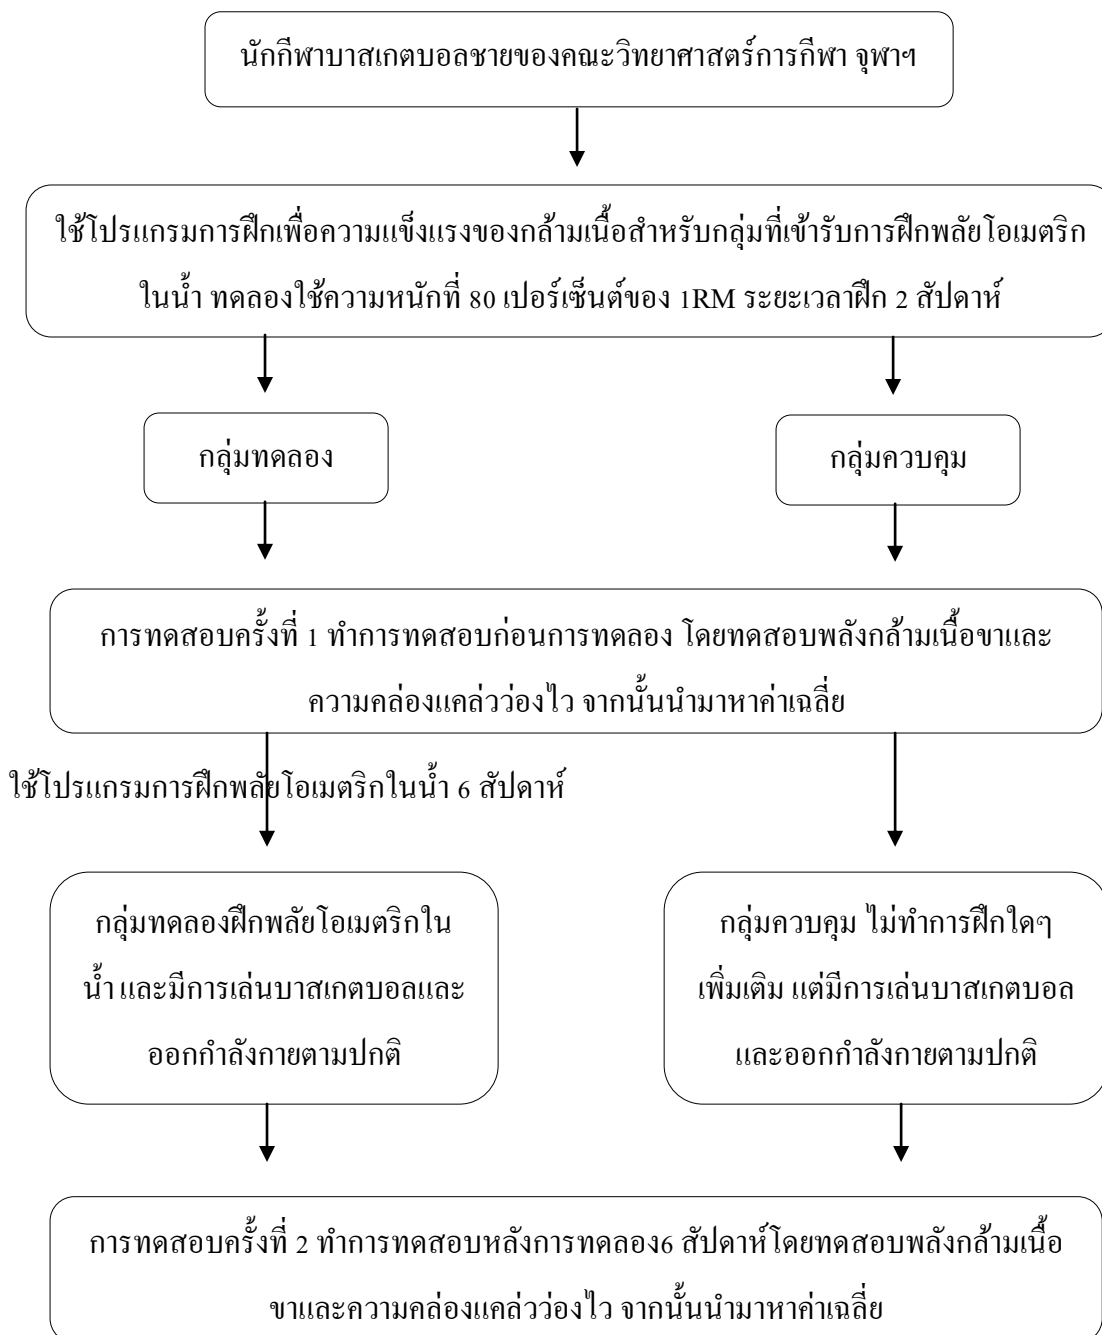 นักกีฬาบาสเกตบอลชายของคณะวิทยาศาสตร์การกีฬา จุฬาฯ
ใช้โปรแกรมการฝึกเพื่อความแข็งแรงของกล้ามเนื้อสำหรับกลุ่มที่เข้ารับการฝึกพลัยโอเมตริก
ในน้ำ ทดลองใช้ความหนักที่ 80 เปอร์เซ็นต์ของ 1RM ระยะเวลาฝึก 2 สัปดาห์
กลุ่มทดลอง
กลุ่มควบคุม
การทดสอบครั้งที่ 1 ทำการทดสอบก่อนการทดลอง โดยทดสอบพลังกล้ามเนื้อขาและ
ความคล่องแคล่วว่องไว จากนั้นนำมาหาค่าเฉลี่ย
ใช้โปรแกรมการฝึกพลัยโอเมตริกในน้ำ 6 สัปดาห์
กลุ่มทดลองฝึกพลัยโอเมตริกใน
น้ำ และมีการเล่นบาสเกตบอลและ
ออกกำลังกายตามปกติ
กลุ่มควบคุม ไม่ทำการฝึกใดๆ
เพิ่มเติม แต่มีการเล่นบาสเกตบอล
และออกกำลังกายตามปกติ
การทดสอบครั้งที่ 2 ทำการทดสอบหลังการทดลอง6 สัปดาห์โดยทดสอบพลังกล้ามเนื้อ
ขาและความคล่องแคล่วว่องไว จากนั้นนำมาหาค่าเฉลี่ย